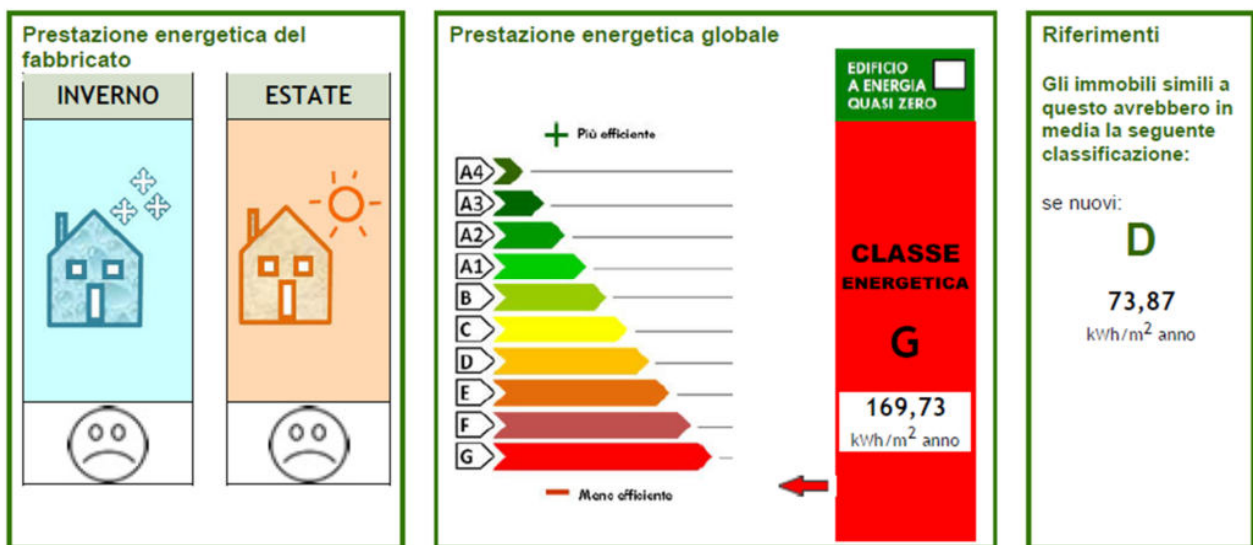 Prestazione energetica del
fabbricato
INVERNO
ESTATE
Prestazione energetica globale
EDIFICIO
A ENERGIA
QUASI ZERO
+ Più efficiente
A4
A3
A2
A1
B
C
D
E
F
G
Meno efficiente
CLASSE
ENERGETICA
G
169,73
kWh/m² anno
Riferimenti
Gli immobili simili a
questo avrebbero in
media la seguente
classificazione:
se nuovi:
D
73,87
kWh/m² anno